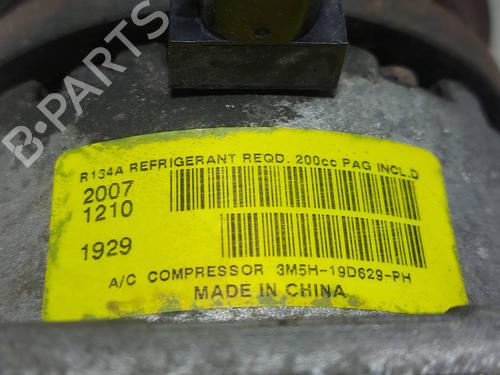 B-PARTS
R134A REFRIGERANT REQD. 200cc PAG INCL.D
2007
1210
1929
A/C COMPRESSOR 3M5H-19D629-PH
MADE IN CHINA